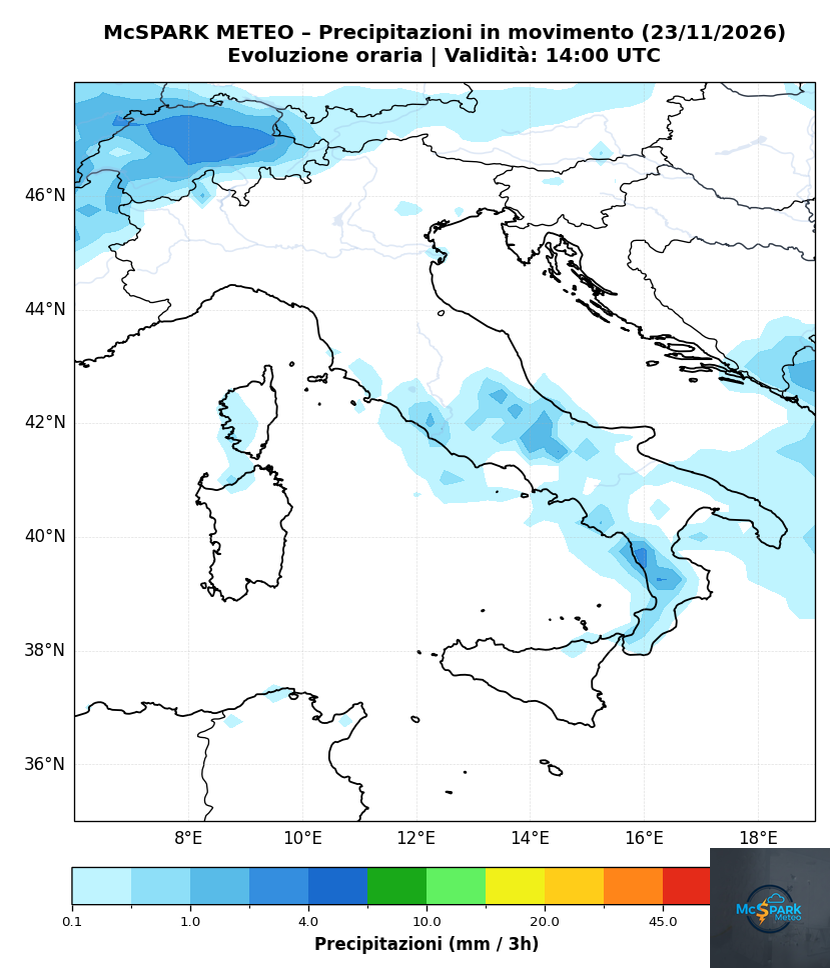 McSPARK METEO – Precipitazioni in movimento (23/11/2026)
Evoluzione oraria | Validità: 14:00 UTC
46°N
44°N
42°N
40°N
38°N
36°N
8°E 10°E 12°E 14°E 16°E 18°E
0.1 1.0 4.0 10.0 20.0 45.0
Precipitazioni (mm / 3h)
McSPARK
Meteo